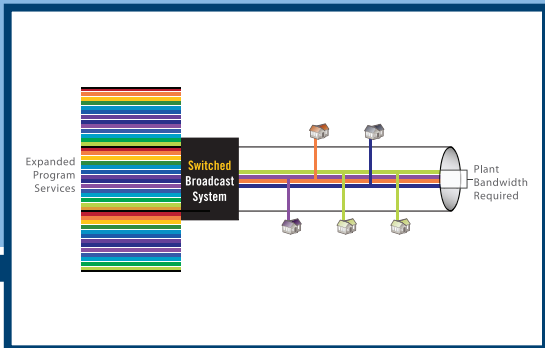 Expanded
Program
Services
Switched
Broadcast
System
Plant
Bandwidth
Required